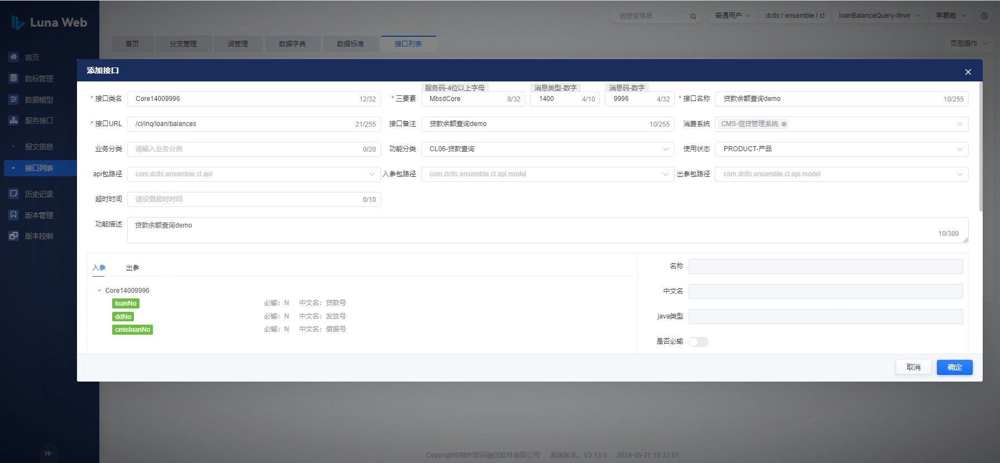 Luna Web
请搜索菜单
普通用户
dcits / ensemble / cl
loanBalanceQuery-lihwr
李灏威
首页
分支管理
词管理
数据字典
数据标准
接口列表
页签操作
首页
数标管理
数据模型
服务接口
报文信息
接口列表
历史记录
版本管理
版本控制
添加接口
服务码-4位以上字母
消息类型-数字
消息码-数字
* 接口类名 Core14009996 12/32
* 三要素 MbsdCore 8/32 1400 4/10 9996 4/32
* 接口名称 贷款余额查询demo 10/255
* 接口URL /cl/inq/loan/balances 21/255
接口备注 贷款余额查询demo 10/255
消费系统 CMS-信贷管理系统
业务分类 请输入业务分类 0/20
功能分类 CL06-贷款查询
使用状态 PRODUCT-产品
api包路径 com.dcits.ensemble.cl.api
入参包路径 com.dcits.ensemble.cl.api.model
出参包路径 com.dcits.ensemble.cl.api.model
超时时间 请设置超时时间 0/10
功能描述 贷款余额查询demo 10/300
入参 出参
Core14009996
loanNo 必输：N 中文名：贷款号
ddNo 必输：N 中文名：发放号
cmisloanNo 必输：N 中文名：借据号
名称
中文名
java类型
是否必输
取消 确定
Copyright©神州数码融信软件有限公司 系统版本：V3.13.0 2024-05-31 10:32:01